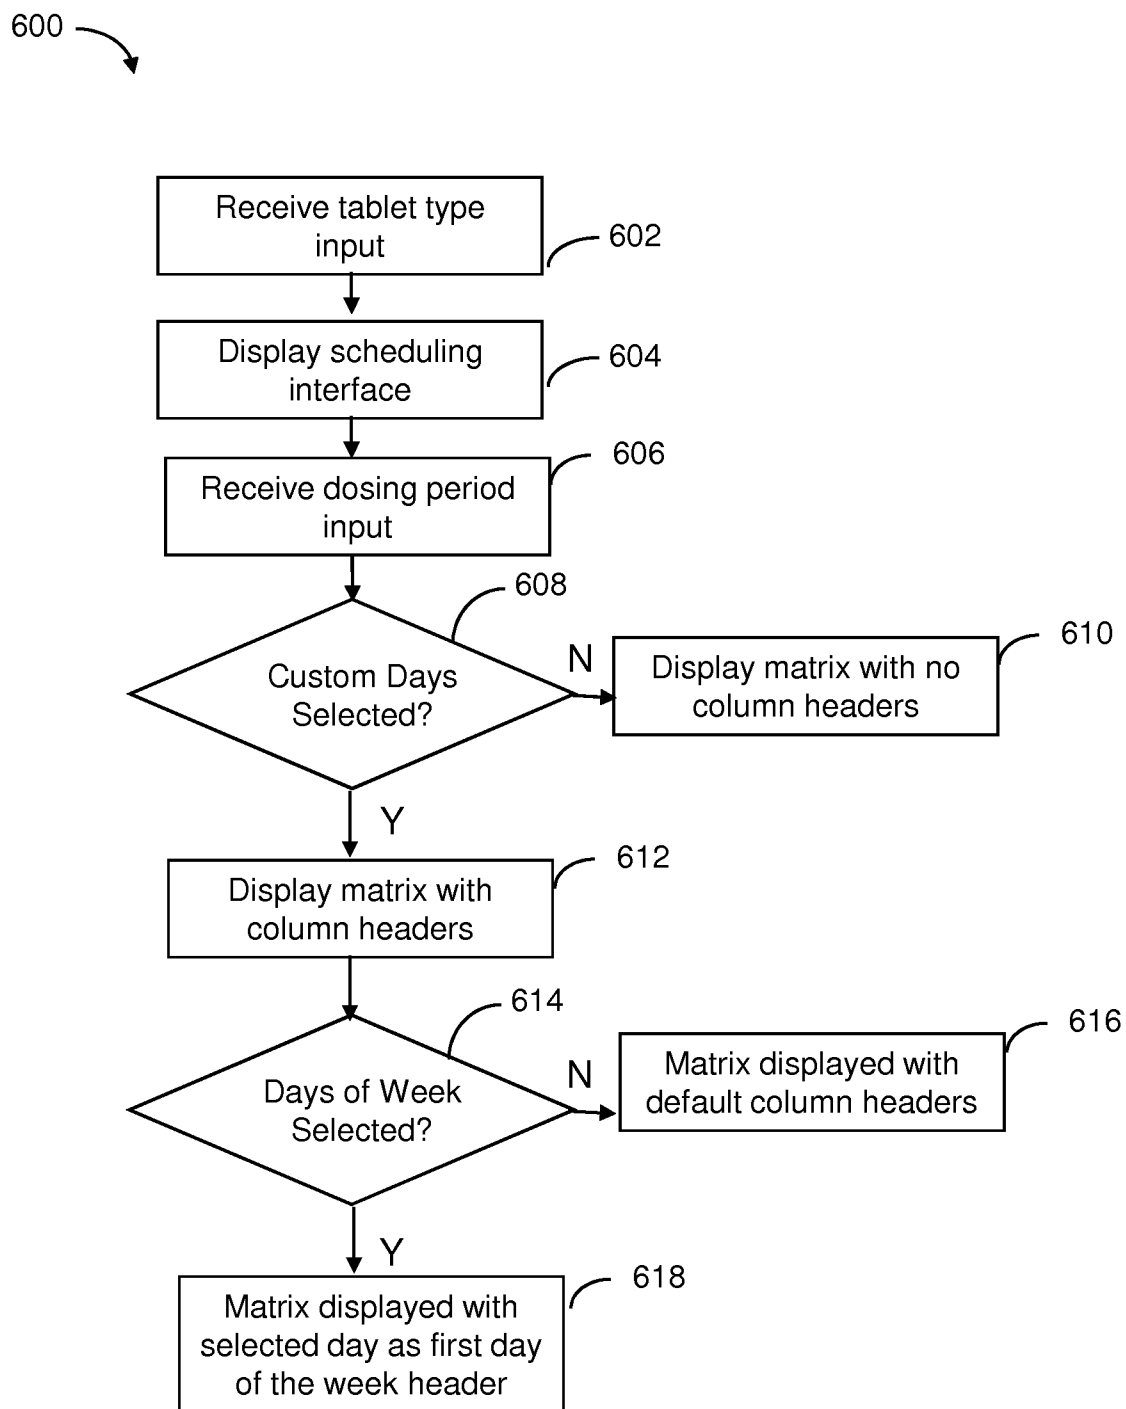 600
Receive tablet type
input
602
Display scheduling
interface
604
Receive dosing period
input
606
608
Custom Days
Selected?
N
Display matrix with no
column headers
610
Y
Display matrix with
column headers
612
614
Days of Week
Selected?
N
Matrix displayed with
default column headers
616
Y
Matrix displayed with
selected day as first day
of the week header
618